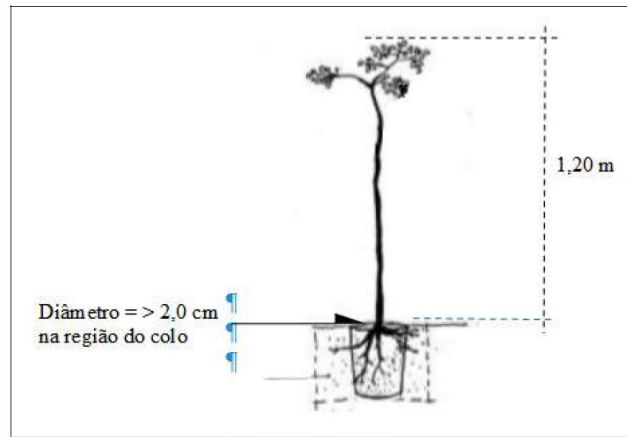 1,20 m
¶
Diâmetro = > 2,0 cm
¶
na região do colo
¶